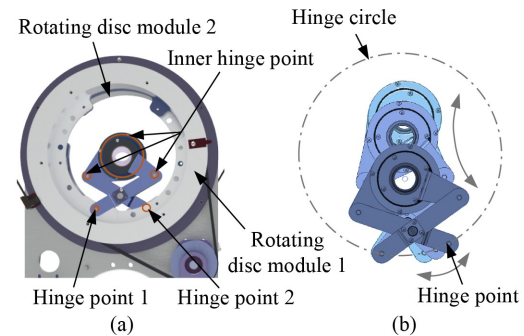 Rotating disc module 2
Inner hinge point
Rotating
disc module 1
Hinge point 1
Hinge point 2
(a)
Hinge circle
Hinge point
(b)